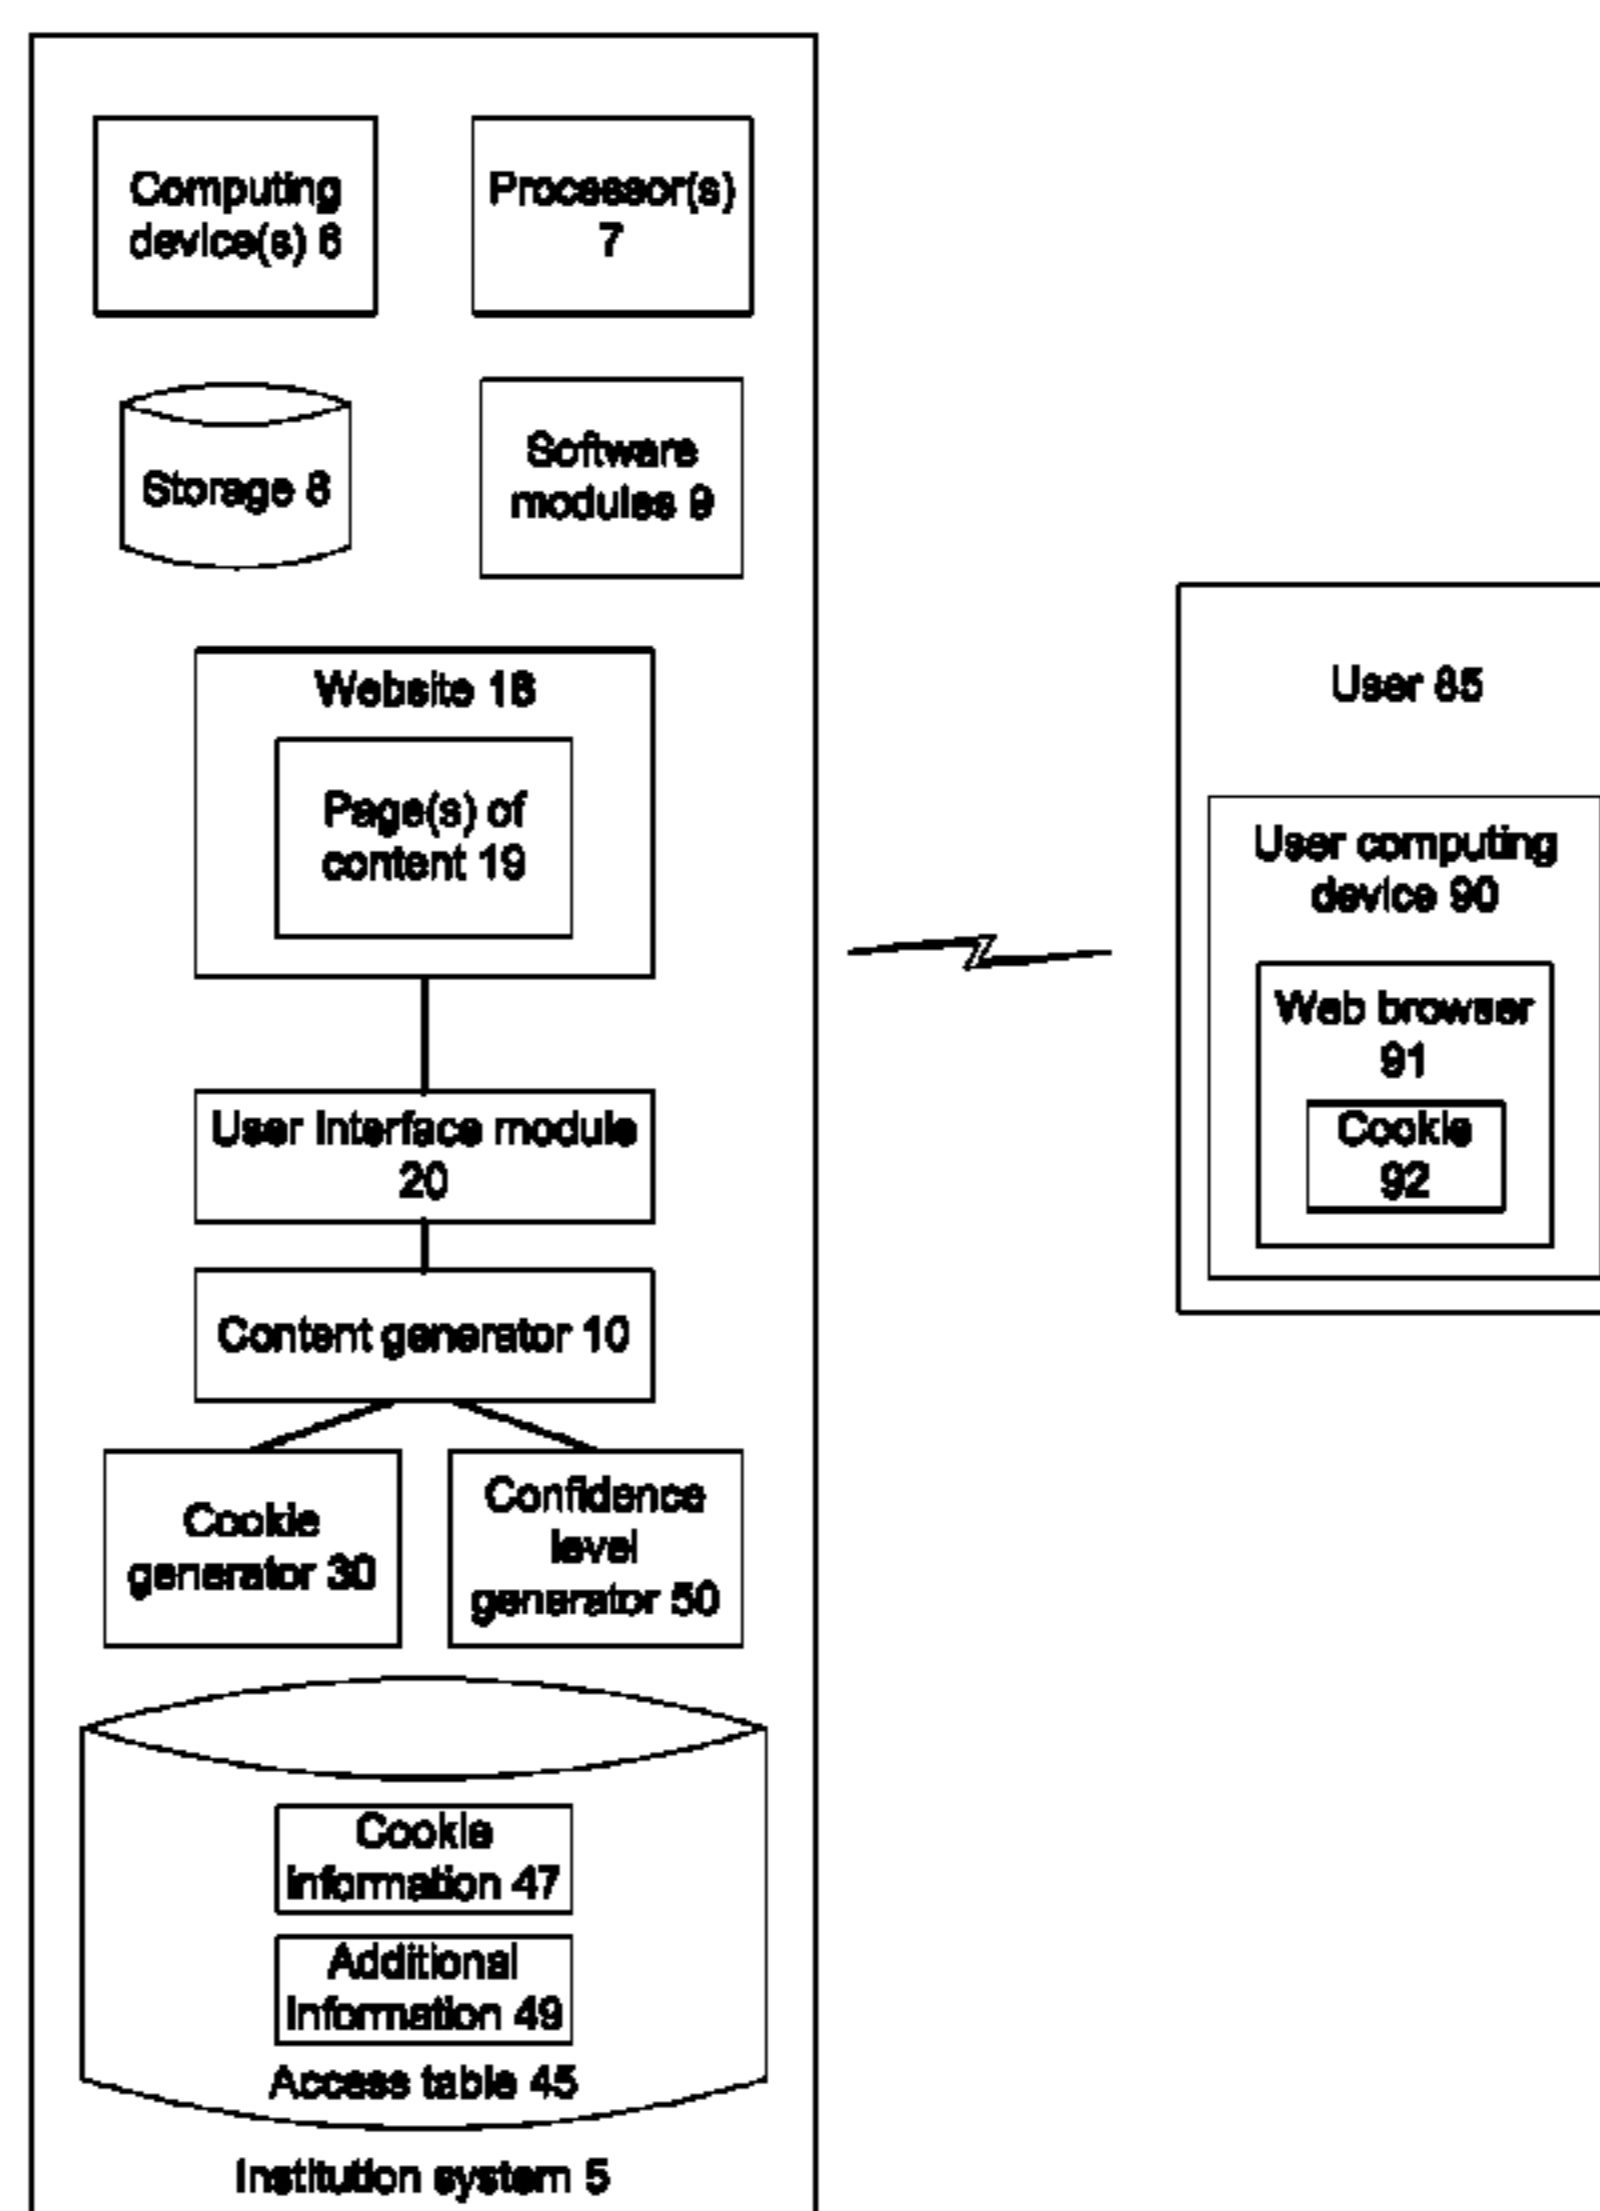 Computing
device(s) 6
Processor(s)
7
Storage 8
Software
modules 9
Website 18
Page(s) of
content 19
User interface module
20
Content generator 10
Cookie
generator 30
Confidence
level
generator 50
Cookie
information 47
Additional
information 49
Access table 45
Institution system 5
User 85
User computing
device 90
Web browser
91
Cookie
92